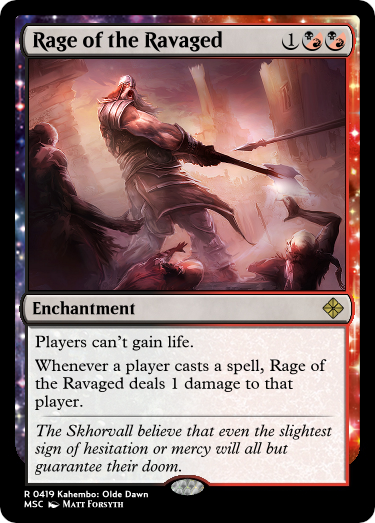 Rage of the Ravaged 1
Enchantment
Players can't gain life.
Whenever a player casts a spell, Rage of
the Ravaged deals 1 damage to that
player.
The Skhorvall believe that even the slightest
sign of hesitation or mercy will all but
guarantee their doom.
R 0419 Kahembo: Olde Dawn
MSC Matt Forsyth